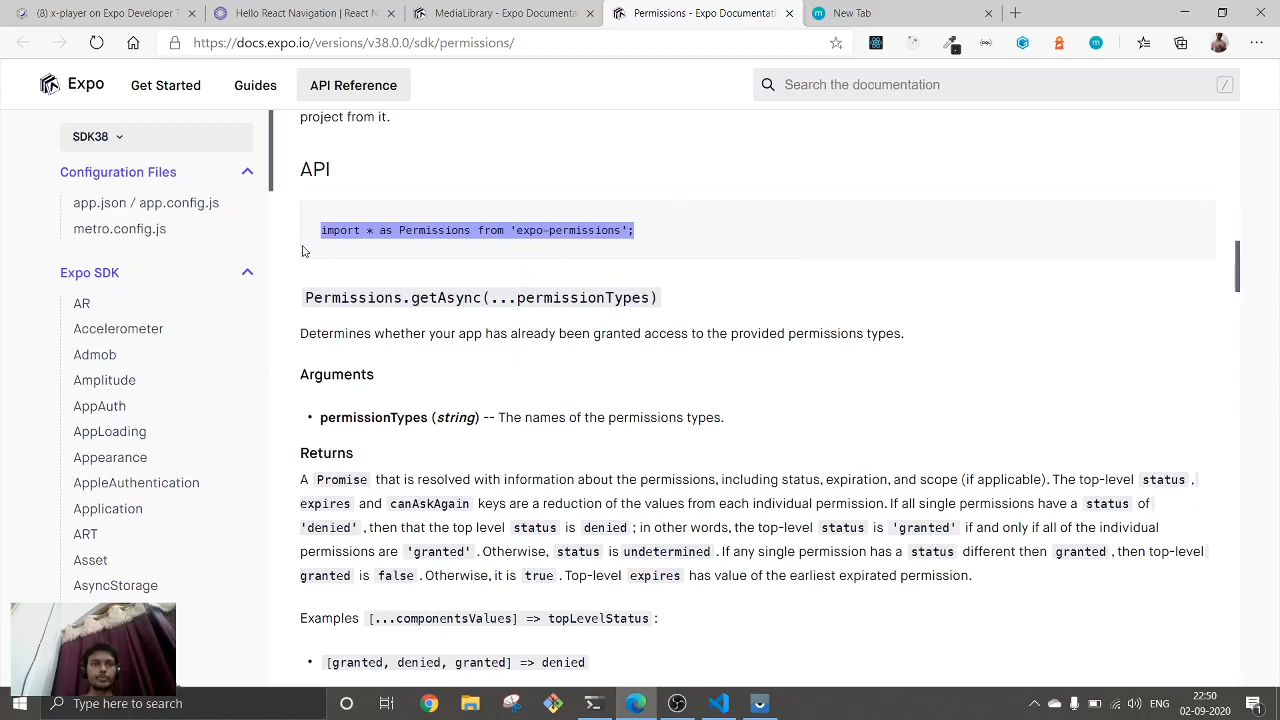 (8) x-player on Expo Developer T
Hello React Navigation | React N
MediaLibrary - Expo Documenta
Permissions - Expo Documentati
New Tab
https://docs.expo.io/versions/v38.0.0/sdk/permissions/
Expo
Get Started
Guides
API Reference
Search the documentation
/
SDK38
Configuration Files
app.json / app.config.js
metro.config.js
Expo SDK
AR
Accelerometer
Admob
Amplitude
AppAuth
AppLoading
Appearance
AppleAuthentication
Application
ART
Asset
AsyncStorage
project from it.
API
import * as Permissions from 'expo-permissions';
Permissions.getAsync(...permissionTypes)
Determines whether your app has already been granted access to the provided permissions types.
Arguments
• permissionTypes (string) -- The names of the permissions types.
Returns
A Promise that is resolved with information about the permissions, including status, expiration, and scope (if applicable). The top-level status ,
expires and canAskAgain keys are a reduction of the values from each individual permission. If all single permissions have a status of
'denied' , then that the top level status is denied ; in other words, the top-level status is 'granted' if and only if all of the individual
permissions are 'granted' . Otherwise, status is undetermined . If any single permission has a status different then granted , then top-level
granted is false . Otherwise, it is true . Top-level expires has value of the earliest expirated permission.
Examples [...componentsValues] => topLevelStatus :
• [granted, denied, granted] => denied
Type here to search
ENG
22:50
02-09-2020